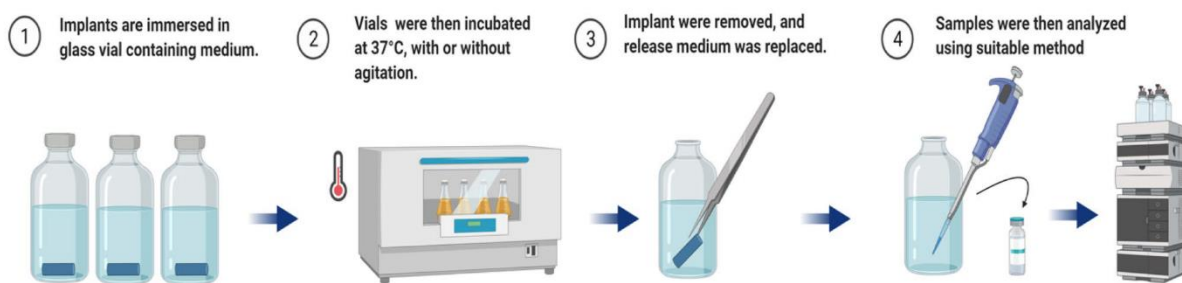 1
Implants are immersed in
glass vial containing medium.
2
Vials were then incubated
at 37°C, with or without
agitation.
3
Implant were removed, and
release medium was replaced.
4
Samples were then analyzed
using suitable method